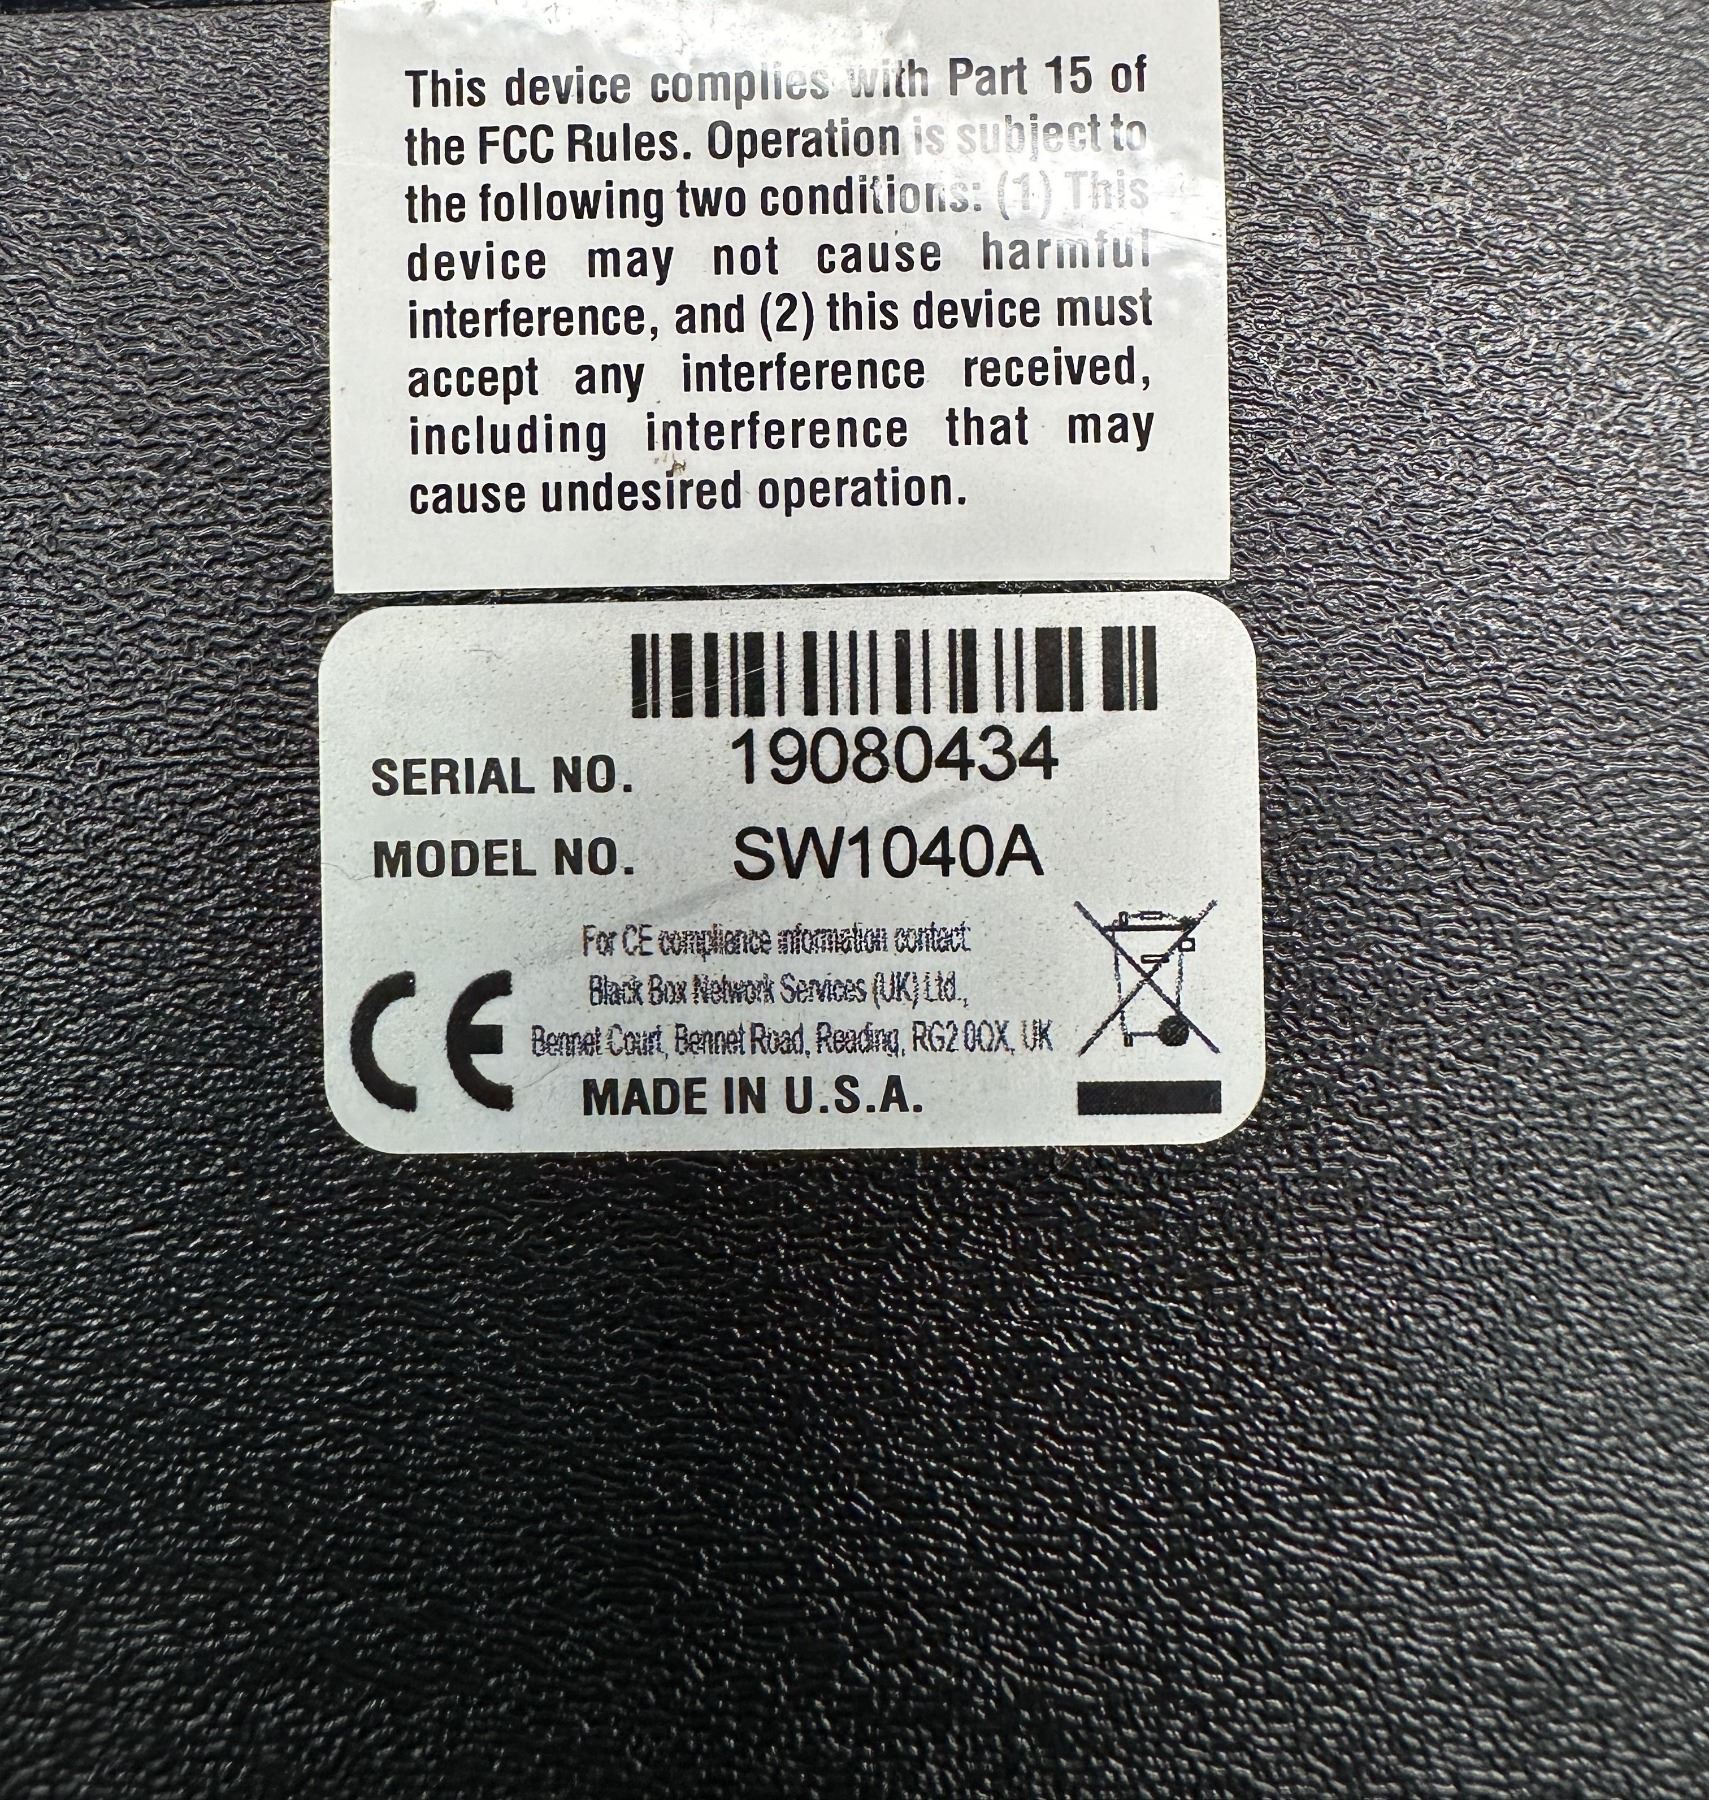 This device complies with Part 15 of
the FCC Rules. Operation is subject to
the following two conditions: (1) This
device may not cause harmful
interference, and (2) this device must
accept any interference received,
including interference that may
cause undesired operation.
SERIAL NO. 19080434
MODEL NO. SW1040A
For CE compliance information contact:
Black Box Network Services (UK) Ltd.,
Bennet Court, Bennet Road, Reading, RG2 0QX, UK
CE
MADE IN U.S.A.